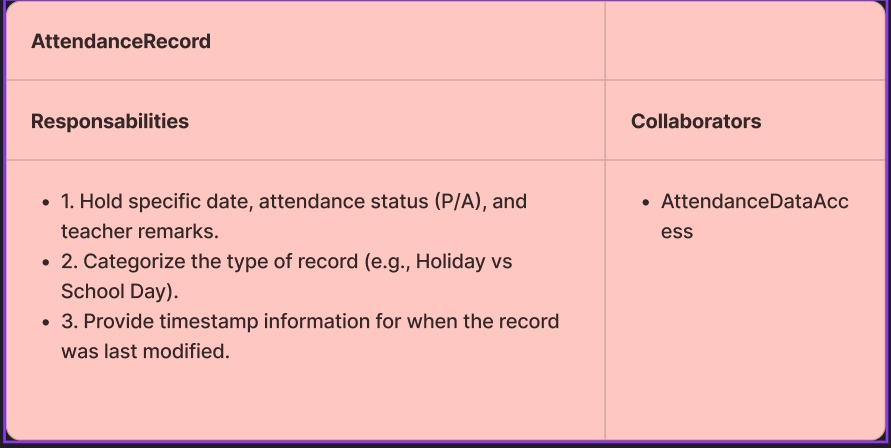 AttendanceRecord
Responsabilities
Collaborators
• 1. Hold specific date, attendance status (P/A), and
teacher remarks.
• 2. Categorize the type of record (e.g., Holiday vs
School Day).
• 3. Provide timestamp information for when the record
was last modified.
• AttendanceDataAcc
ess